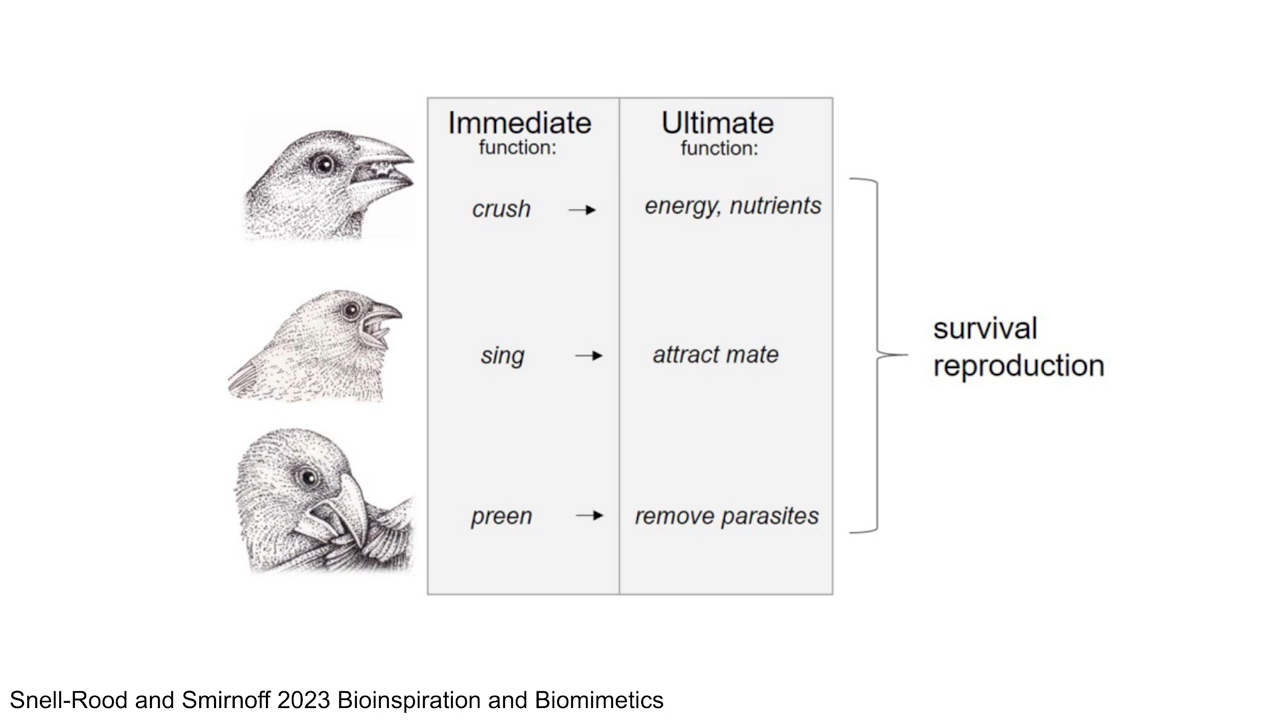 Immediate
function:
Ultimate
function:
crush → energy, nutrients
sing → attract mate
preen → remove parasites
survival
reproduction
Snell-Rood and Smirnoff 2023 Bioinspiration and Biomimetics